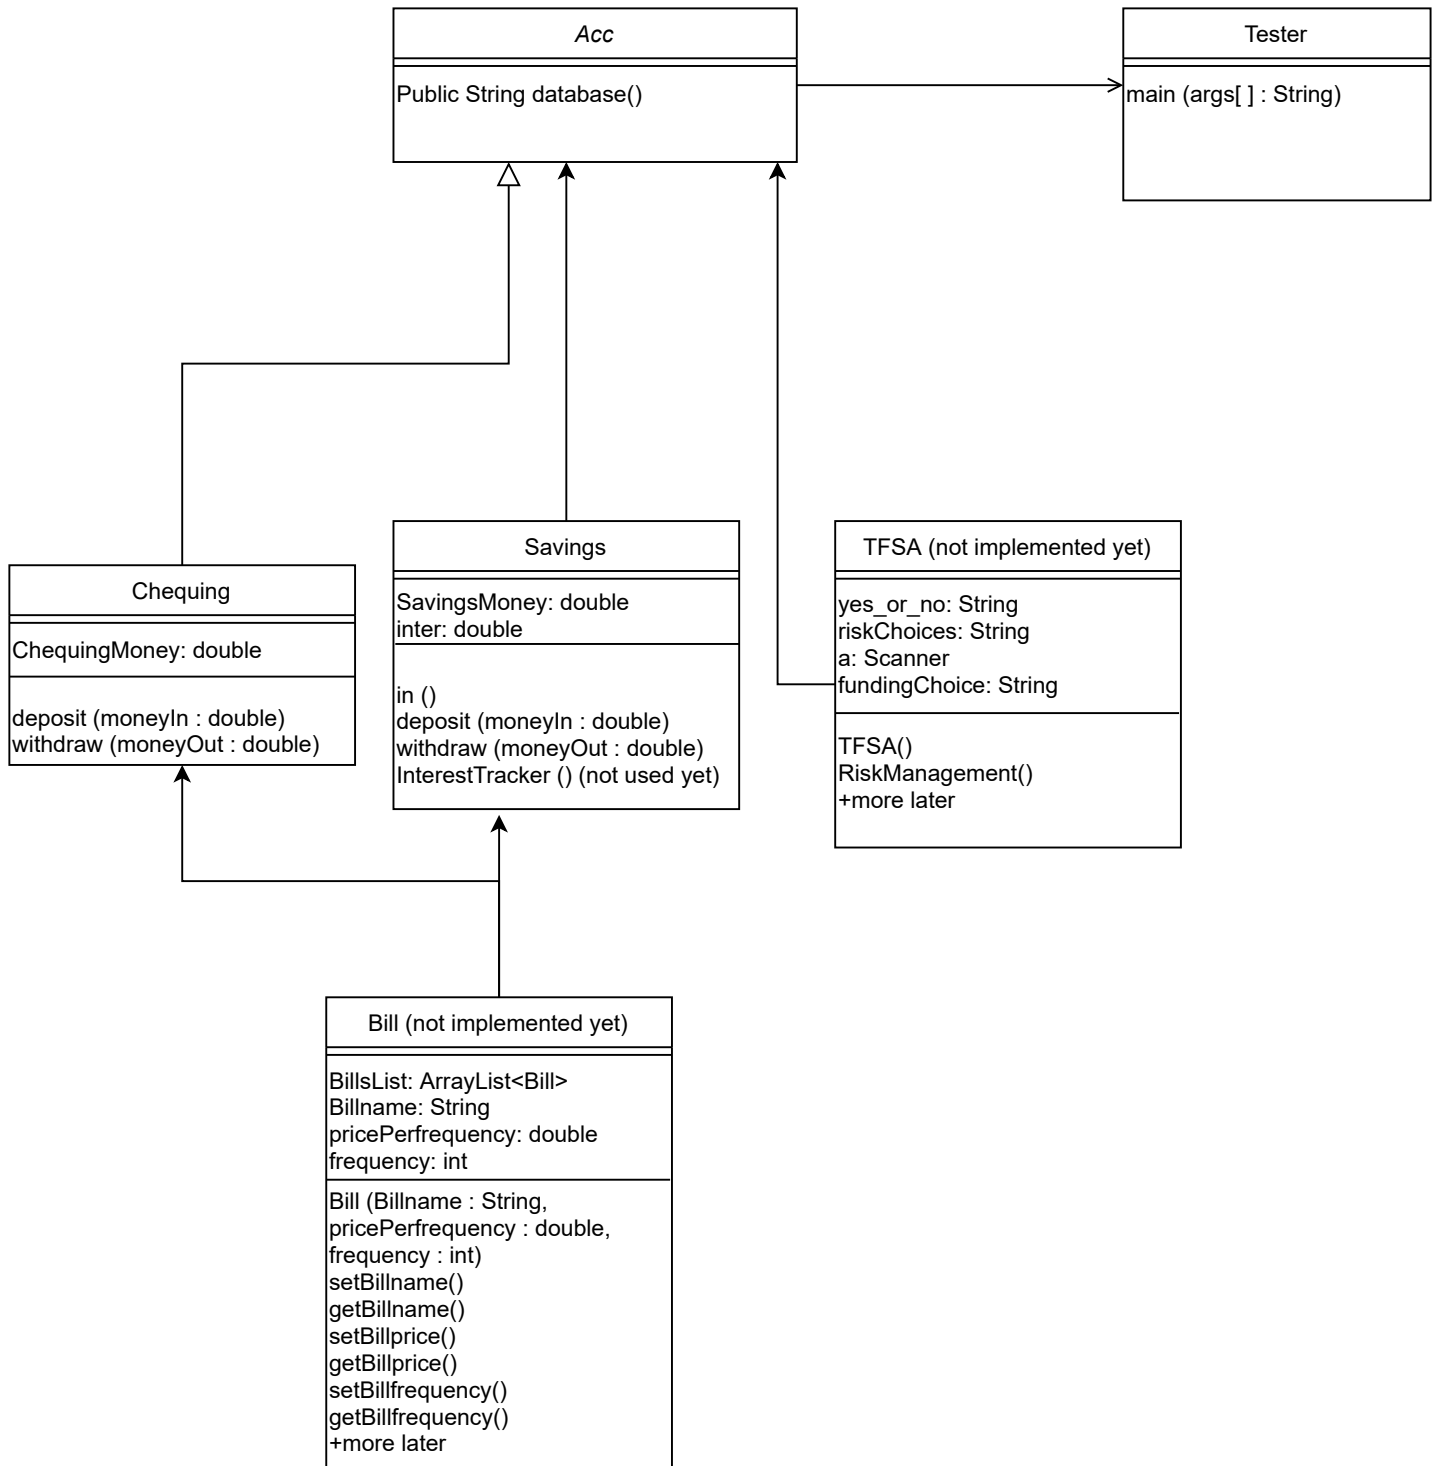 Acc
Public String database()
Tester
main (args[ ] : String)
Chequing
ChequingMoney: double
deposit (moneyIn : double)
withdraw (moneyOut : double)
Savings
SavingsMoney: double
inter: double
in ()
deposit (moneyIn : double)
withdraw (moneyOut : double)
InterestTracker () (not used yet)
TFSA (not implemented yet)
yes_or_no: String
riskChoices: String
a: Scanner
fundingChoice: String
TFSA()
RiskManagement()
+more later
Bill (not implemented yet)
BillsList: ArrayList<Bill>
Billname: String
pricePerfrequency: double
frequency: int
Bill (Billname : String,
pricePerfrequency : double,
frequency : int)
setBillname()
getBillname()
setBillprice()
getBillprice()
setBillfrequency()
getBillfrequency()
+more later